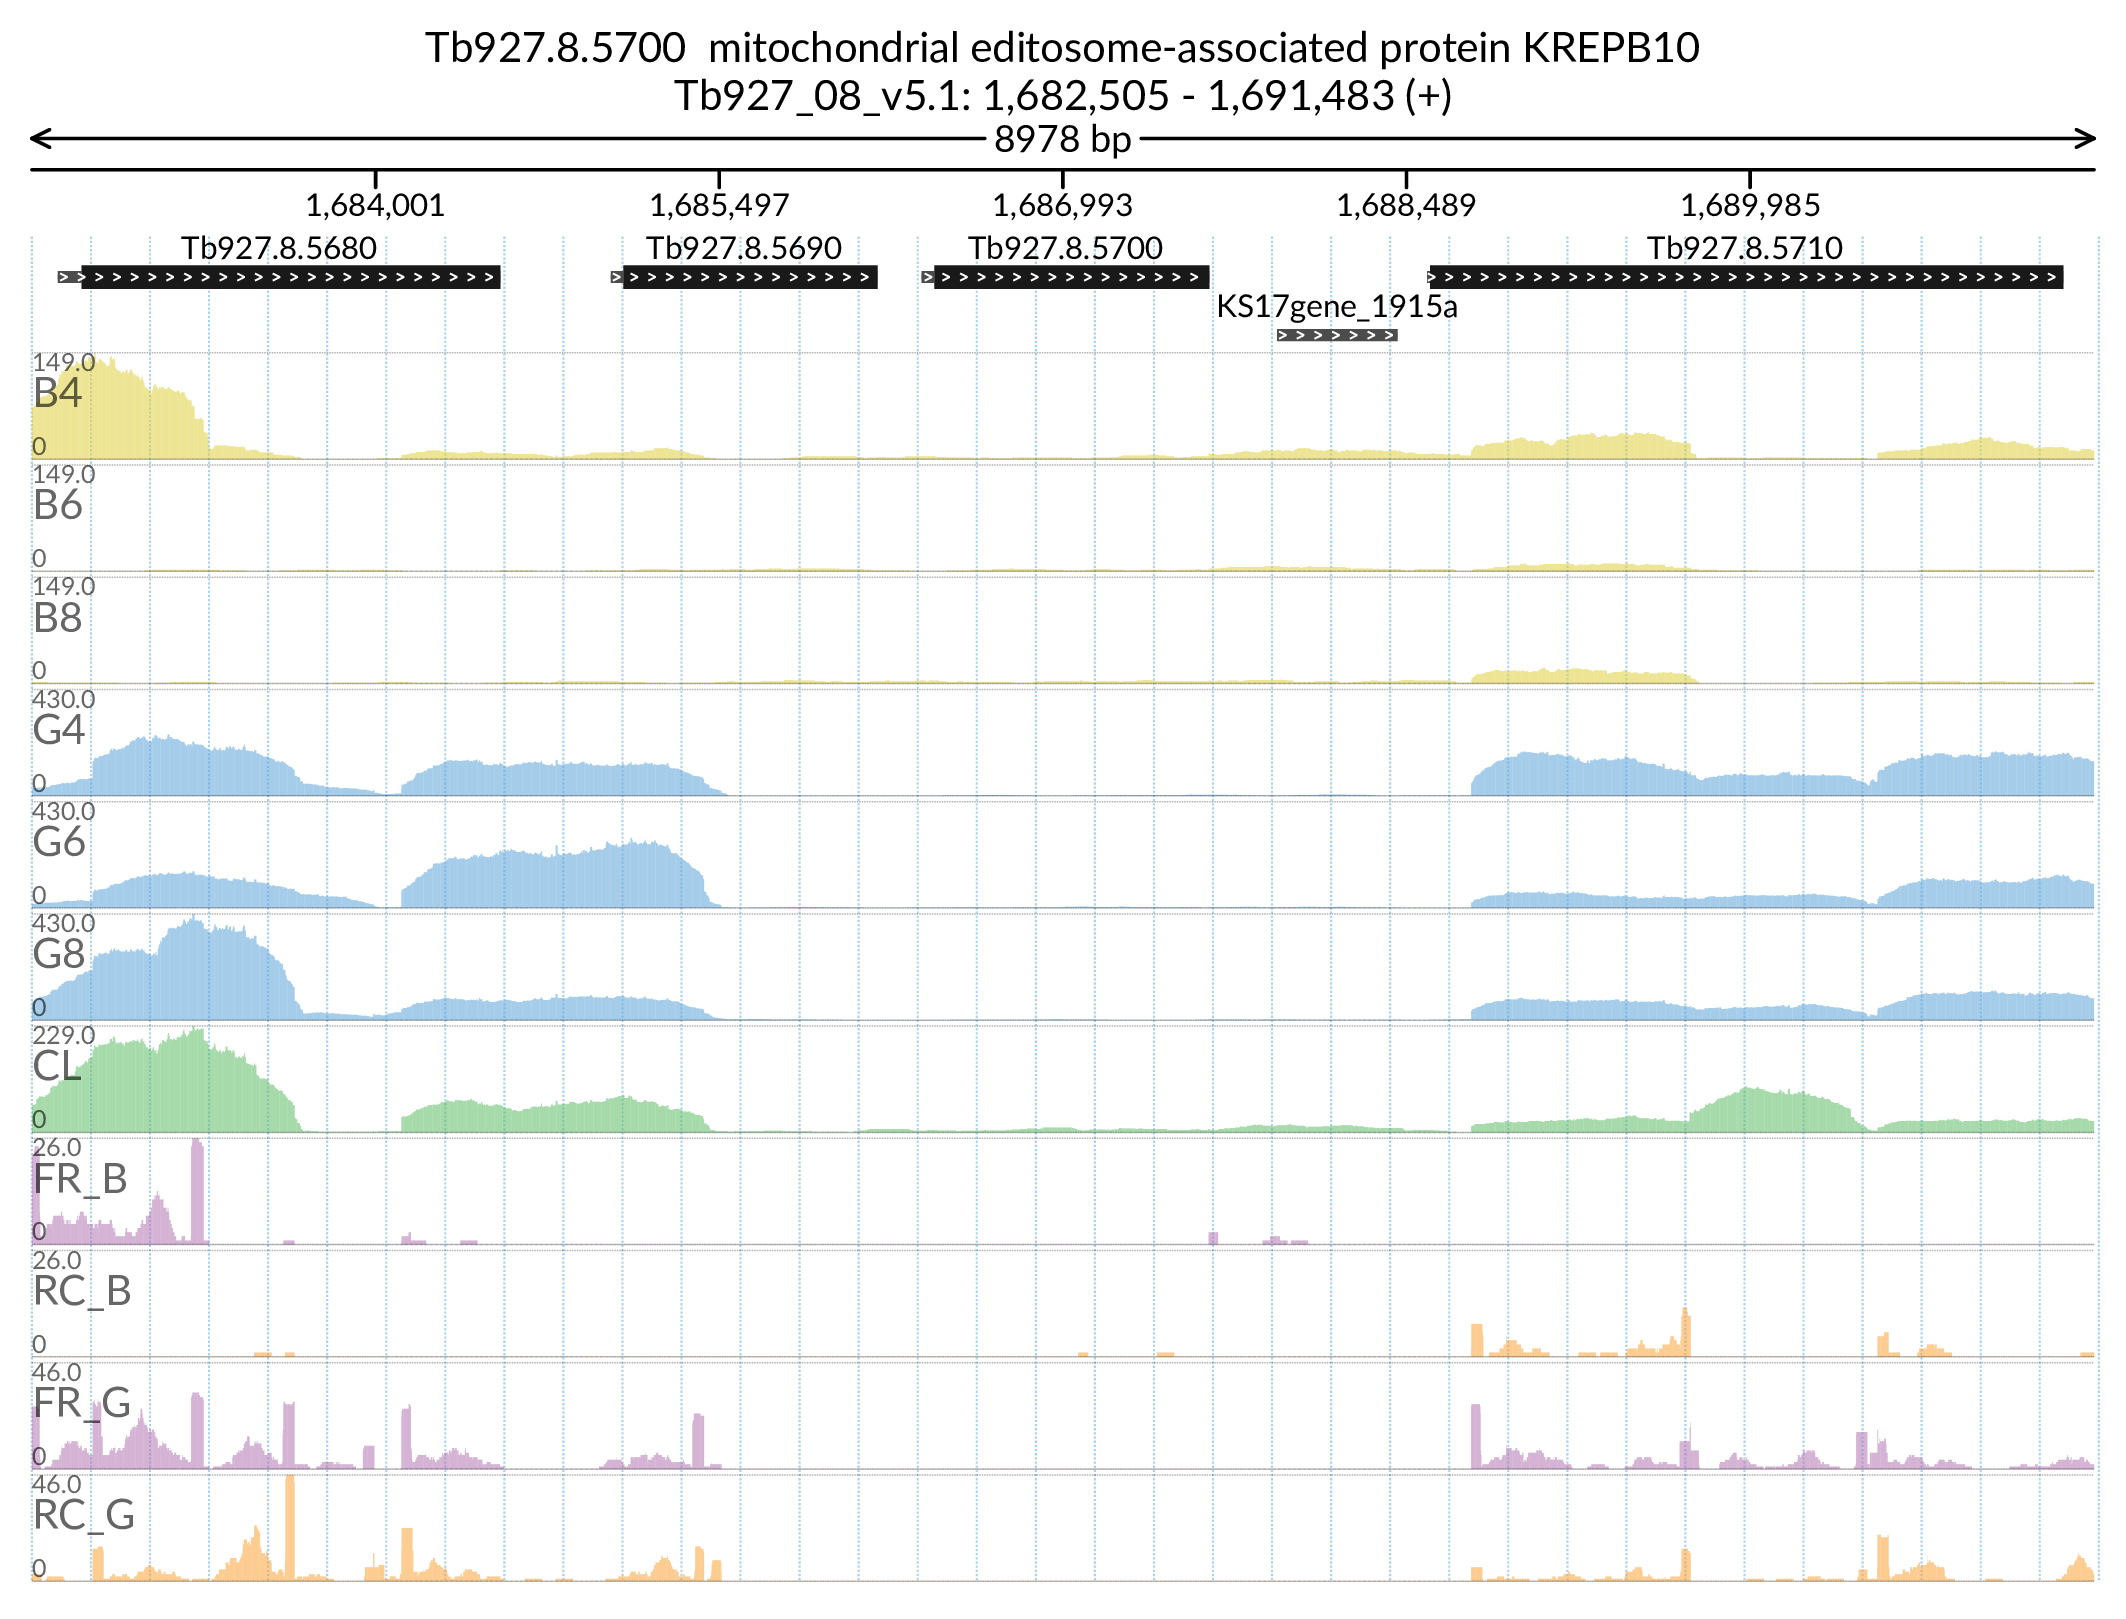 Tb927.8.5700  mitochondrial editosome-associated protein KREPB10
Tb927_08_v5.1: 1,682,505 - 1,691,483 (+)
8978 bp
1,684,001 1,685,497 1,686,993 1,688,489 1,689,985
Tb927.8.5680 Tb927.8.5690 Tb927.8.5700 Tb927.8.5710
KS17gene_1915a
149.0
B4
0
149.0
B6
0
149.0
B8
0
430.0
G4
0
430.0
G6
0
430.0
G8
0
229.0
CL
0
26.0
FR_B
0
26.0
RC_B
0
46.0
FR_G
0
46.0
RC_G
0